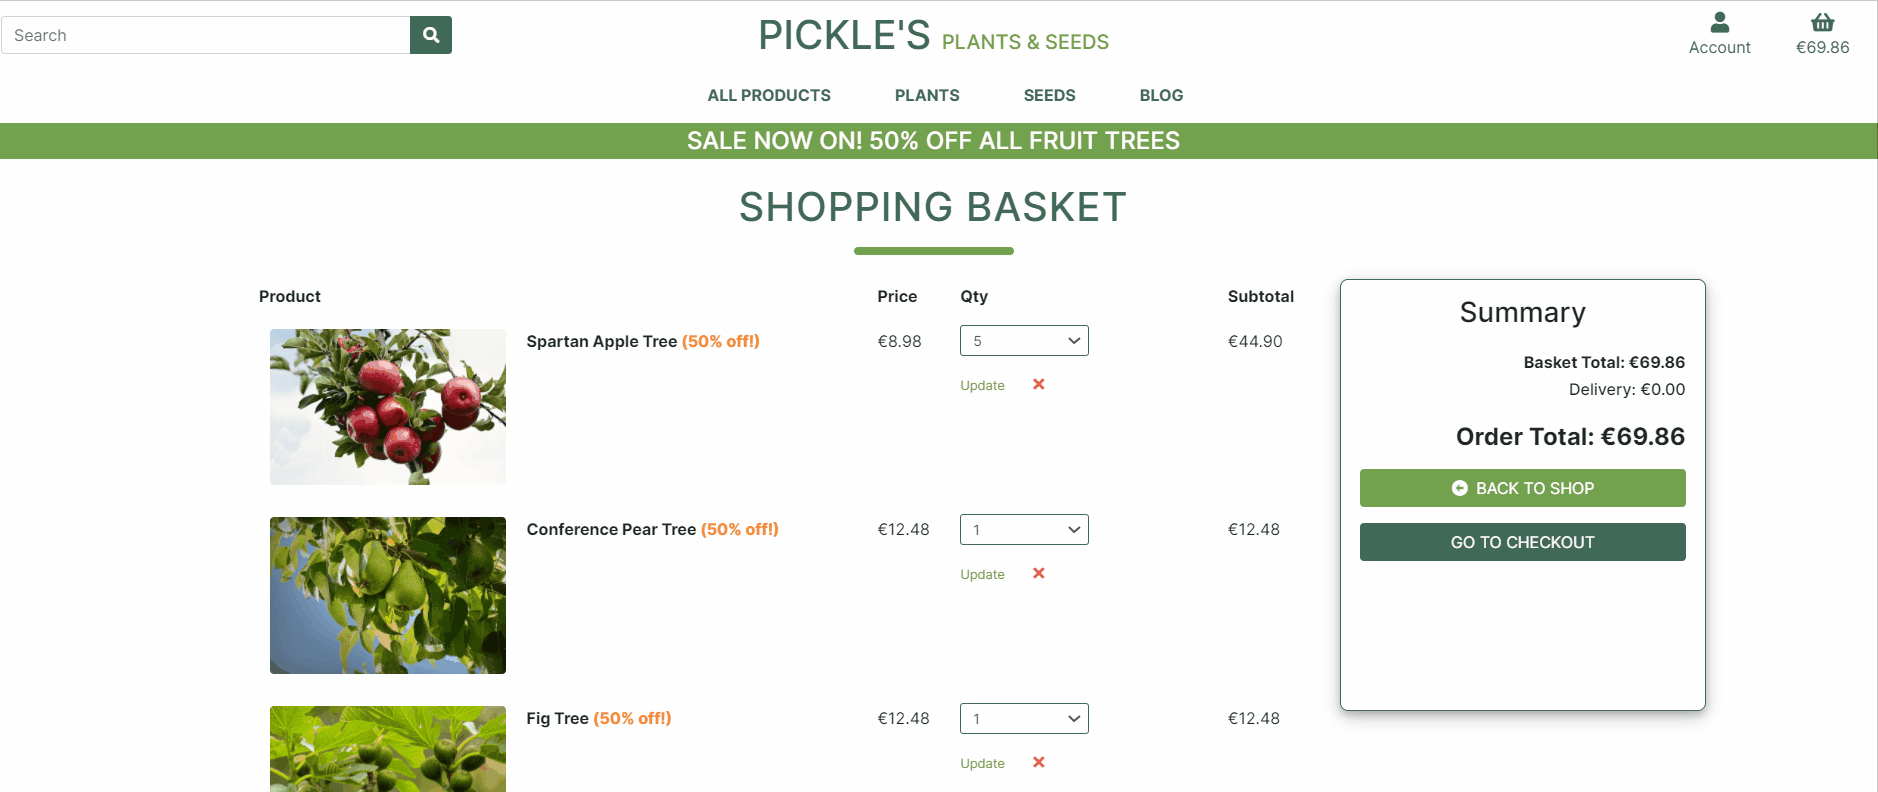 Search
PICKLE'S PLANTS & SEEDS
Account
€69.86
ALL PRODUCTS PLANTS SEEDS BLOG
SALE NOW ON! 50% OFF ALL FRUIT TREES
SHOPPING BASKET
Product Price Qty Subtotal
Spartan Apple Tree (50% off!) €8.98 5 €44.90
Update
Conference Pear Tree (50% off!) €12.48 1 €12.48
Update
Fig Tree (50% off!) €12.48 1 €12.48
Update
Summary
Basket Total: €69.86
Delivery: €0.00
Order Total: €69.86
BACK TO SHOP
GO TO CHECKOUT